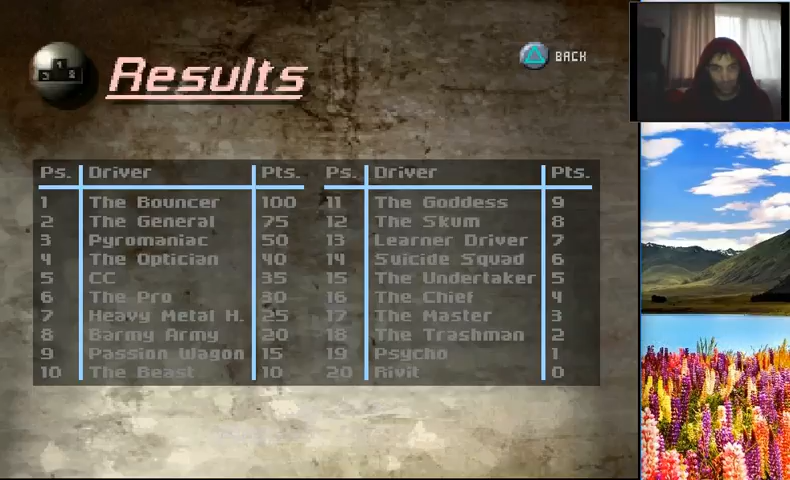 Results
BACK
Ps. Driver Pts. Ps. Driver Pts.
1 The Bouncer 100 11 The Goddess 9
2 The General 75 12 The Skum 8
3 Pyromaniac 50 13 Learner Driver 7
4 The Optician 40 14 Suicide Squad 6
5 CC 35 15 The Undertaker 5
6 The Pro 30 16 The Chief 4
7 Heavy Metal H. 25 17 The Master 3
8 Barmy Army 20 18 The Trashman 2
9 Passion Wagon 15 19 Psycho 1
10 The Beast 10 20 Rivit 0
1
3 2